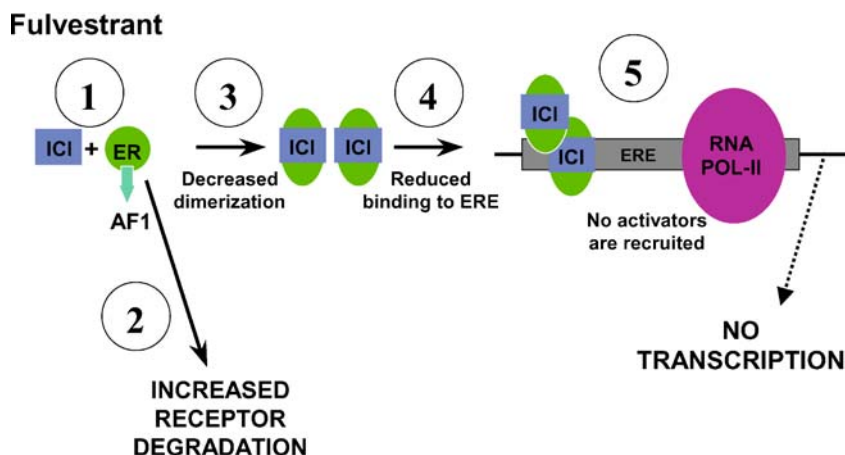 Fulvestrant
1
ICI + ER
AF1
2
INCREASED
RECEPTOR
DEGRADATION
3
Decreased
dimerization
ICI ICI
4
Reduced
binding to ERE
5
ICI
ICI ERE
RNA
POL-II
No activators
are recruited
NO
TRANSCRIPTION